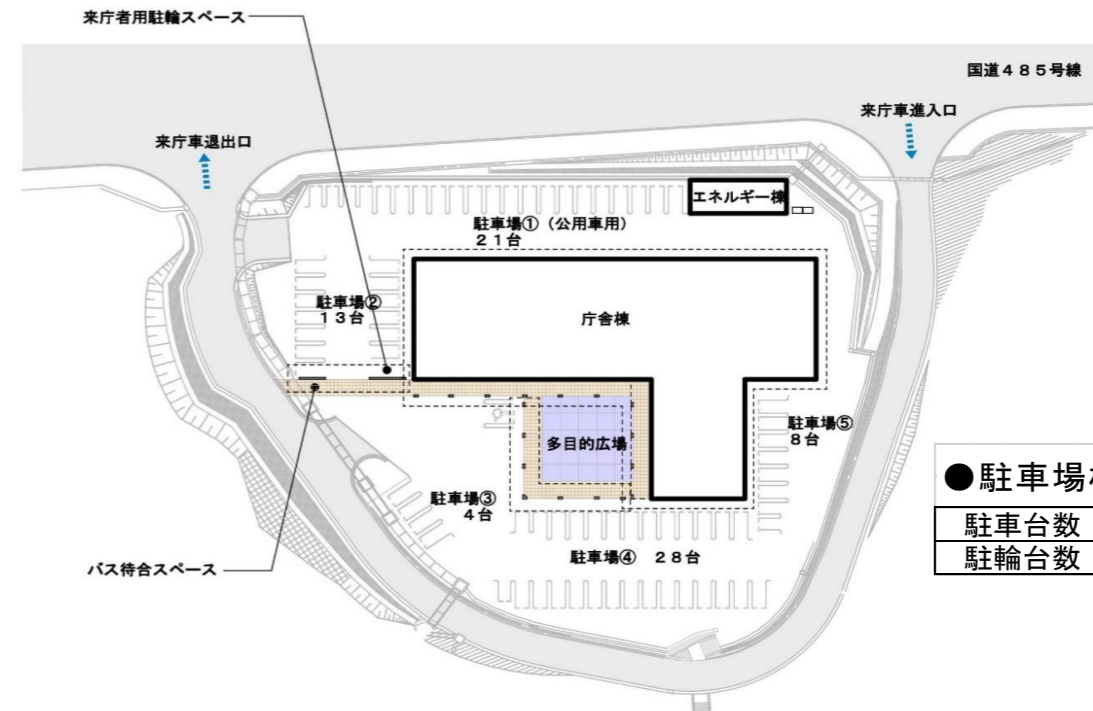 来庁者用駐輪スペース
国道485号線
来庁車進入口
来庁車退出口
エネルギー棟
駐車場①（公用車用）
21台
駐車場②
13台
庁舎棟
駐車場⑤
8台
多目的広場
駐車場③
4台
駐車場④ 28台
バス待合スペース
●駐車場
駐車台数
駐輪台数